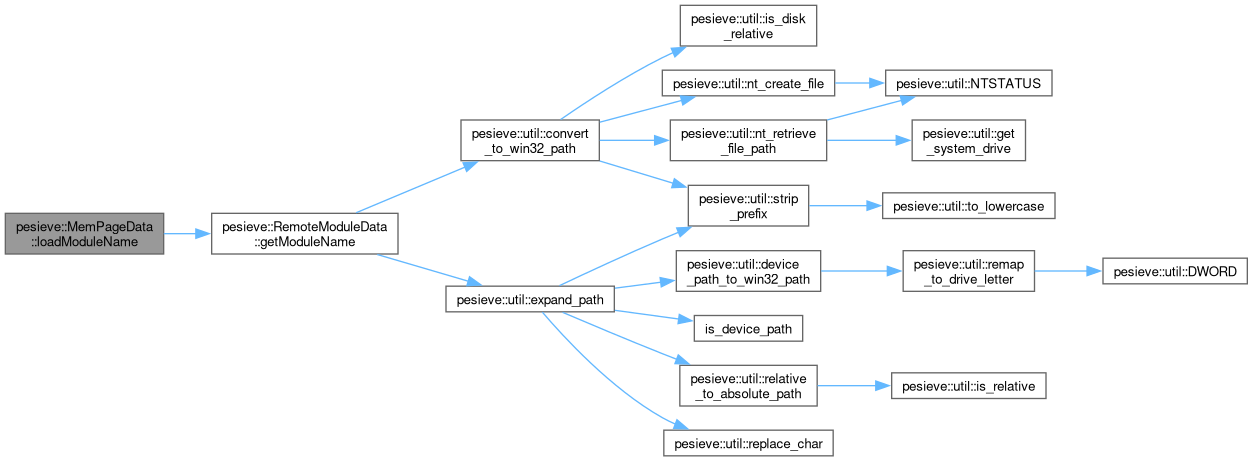 pesieve::MemPageData
::loadModuleName
pesieve::RemoteModuleData
::getModuleName
pesieve::util::convert
_to_win32_path
pesieve::util::is_disk
_relative
pesieve::util::nt_create_file
pesieve::util::NTSTATUS
pesieve::util::nt_retrieve
_file_path
pesieve::util::get
_system_drive
pesieve::util::strip
_prefix
pesieve::util::to_lowercase
pesieve::util::expand_path
pesieve::util::device
_path_to_win32_path
pesieve::util::remap
_to_drive_letter
pesieve::util::DWORD
is_device_path
pesieve::util::relative
_to_absolute_path
pesieve::util::is_relative
pesieve::util::replace_char